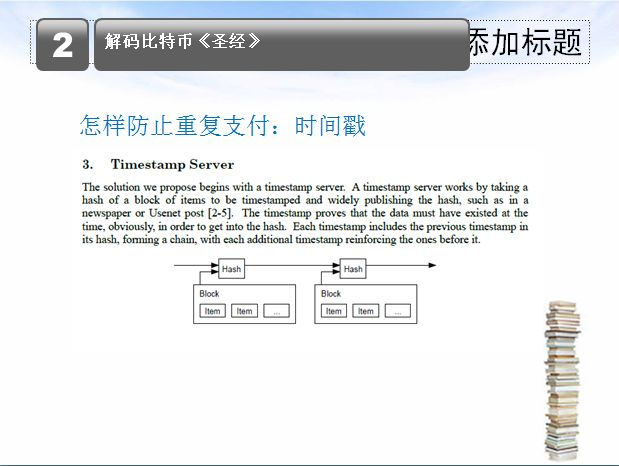 2
解码比特币《圣经》
添加标题
怎样防止重复支付：时间戳
3. Timestamp Server
The solution we propose begins with a timestamp server. A timestamp server works by taking a
hash of a block of items to be timestamped and widely publishing the hash, such as in a
newspaper or Usenet post [2-5]. The timestamp proves that the data must have existed at the
time, obviously, in order to get into the hash. Each timestamp includes the previous timestamp in
its hash, forming a chain, with each additional timestamp reinforcing the ones before it.
Hash Hash
Block Block
Item Item ... Item Item ...